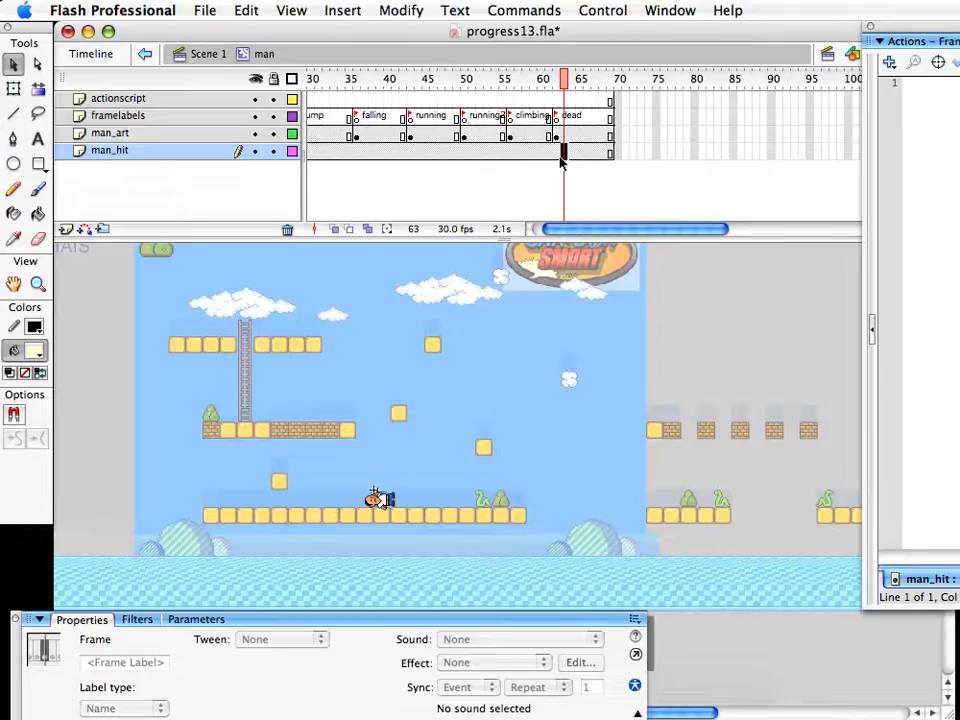 Flash Professional File Edit View Insert Modify Text Commands Control Window Help
progress13.fla*
Tools
Timeline
Scene 1
man
Actions - Fram
30 35 40 45 50 55 60 65 70 75 80 85 90 95 100
1
actionscript
framelabels
ump falling running running2 climbing dead
man_art
man_hit
63 30.0 fps 2.1s
View
Colors
Options
SMORT
man_hit :
Line 1 of 1, Col
Properties Filters Parameters
Frame
Tween: None
Sound: None
<Frame Label>
Effect: None
Edit...
Label type:
Sync: Event Repeat 1
Name
No sound selected